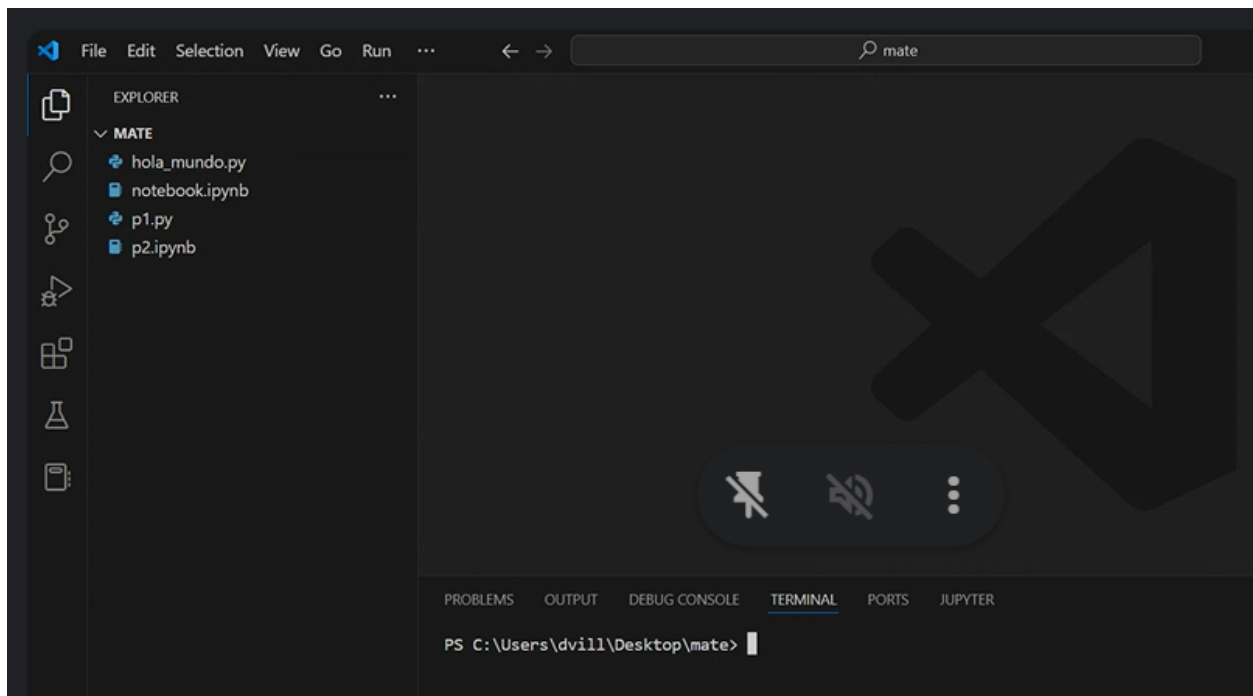 File Edit Selection View Go Run ··· ← → mate
EXPLORER ···
MATE
hola_mundo.py
notebook.ipynb
p1.py
p2.ipynb
PROBLEMS OUTPUT DEBUG CONSOLE TERMINAL PORTS JUPYTER
PS C:\Users\dvill\Desktop\mate>